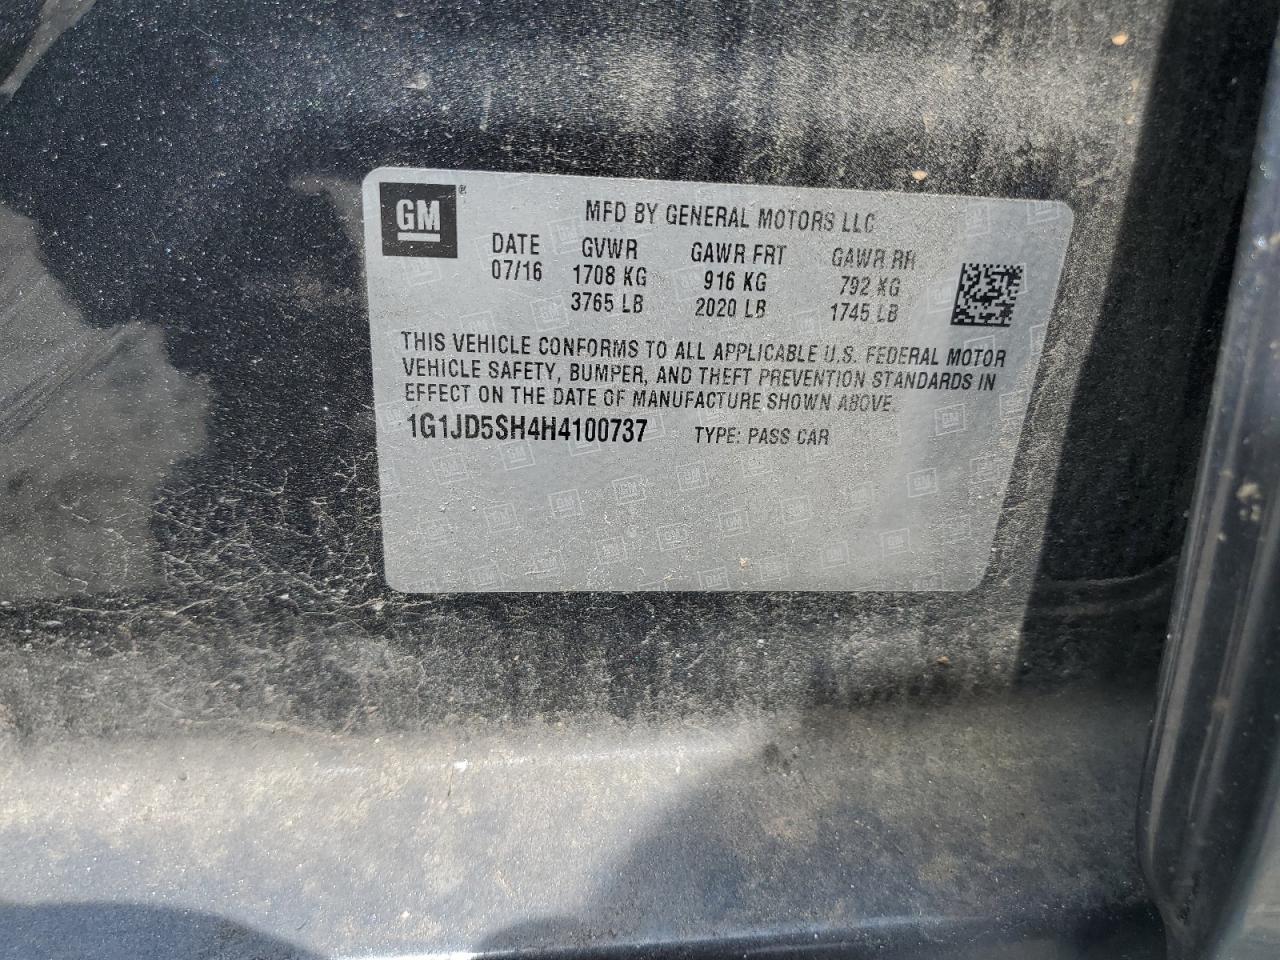 GM®
MFD BY GENERAL MOTORS LLC
DATE GVWR GAWR FRT GAWR RR
07/16 1708 KG 916 KG 792 KG
3765 LB 2020 LB 1745 LB
THIS VEHICLE CONFORMS TO ALL APPLICABLE U.S. FEDERAL MOTOR
VEHICLE SAFETY, BUMPER, AND THEFT PREVENTION STANDARDS IN
EFFECT ON THE DATE OF MANUFACTURE SHOWN ABOVE.
1G1JD5SH4H4100737 TYPE: PASS CAR